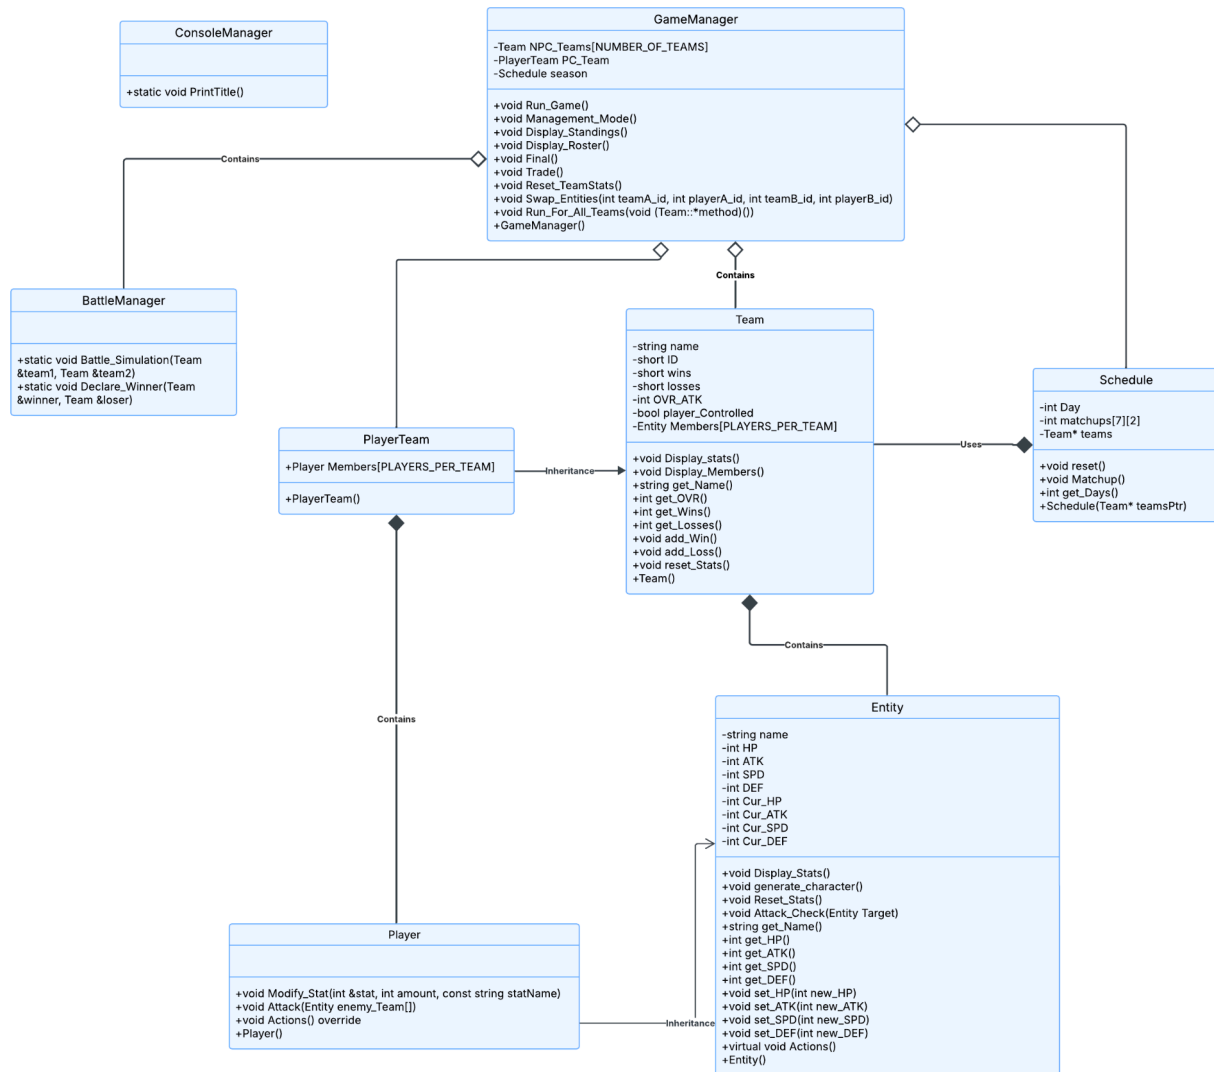 ConsoleManager
+static void PrintTitle()
GameManager
-Team NPC_Teams[NUMBER_OF_TEAMS]
-PlayerTeam PC_Team
-Schedule season
+void Run_Game()
+void Management_Mode()
+void Display_Standings()
+void Display_Roster()
+void Final()
+void Trade()
+void Reset_TeamStats()
+void Swap_Entities(int teamA_id, int playerA_id, int teamB_id, int playerB_id)
+void Run_For_All_Teams(void (Team::*method)())
+GameManager()
Contains
Contains
BattleManager
+static void Battle_Simulation(Team
&team1, Team &team2)
+static void Declare_Winner(Team
&winner, Team &loser)
Team
-string name
-short ID
-short wins
-short losses
-int OVR_ATK
-bool player_Controlled
-Entity Members[PLAYERS_PER_TEAM]
+void Display_stats()
+void Display_Members()
+string get_Name()
+int get_OVR()
+int get_Wins()
+int get_Losses()
+void add_Win()
+void add_Loss()
+void reset_Stats()
+Team()
Schedule
-int Day
-int matchups[7][2]
-Team* teams
+void reset()
+void Matchup()
+int get_Days()
+Schedule(Team* teamsPtr)
Uses
PlayerTeam
+Player Members[PLAYERS_PER_TEAM]
+PlayerTeam()
Inheritance
Contains
Contains
Entity
-string name
-int HP
-int ATK
-int SPD
-int DEF
-int Cur_HP
-int Cur_ATK
-int Cur_SPD
-int Cur_DEF
+void Display_Stats()
+void generate_character()
+void Reset_Stats()
+void Attack_Check(Entity Target)
+string get_Name()
+int get_HP()
+int get_ATK()
+int get_SPD()
+int get_DEF()
+void set_HP(int new_HP)
+void set_ATK(int new_ATK)
+void set_SPD(int new_SPD)
+void set_DEF(int new_DEF)
+virtual void Actions()
+Entity()
Player
+void Modify_Stat(int &stat, int amount, const string statName)
+void Attack(Entity enemy_Team[])
+void Actions() override
+Player()
Inheritance